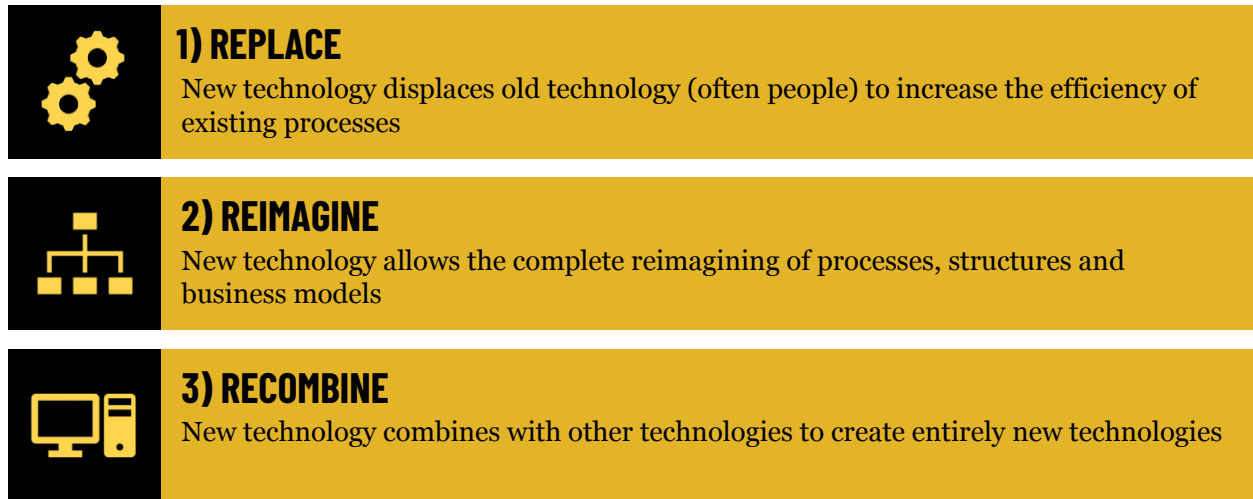 1) REPLACE
New technology displaces old technology (often people) to increase the efficiency of
existing processes
2) REIMAGINE
New technology allows the complete reimagining of processes, structures and
business models
3) RECOMBINE
New technology combines with other technologies to create entirely new technologies